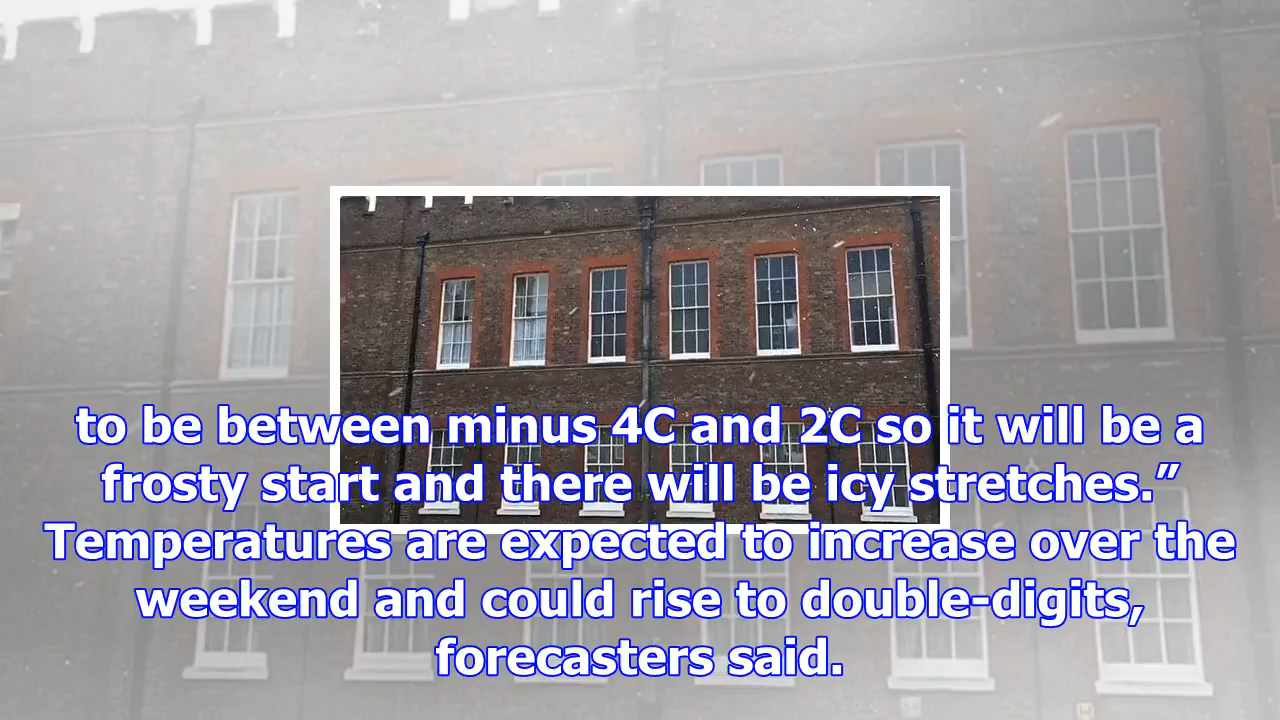 to be between minus 4C and 2C so it will be a
frosty start and there will be icy stretches.”
Temperatures are expected to increase over the
weekend and could rise to double-digits,
forecasters said.